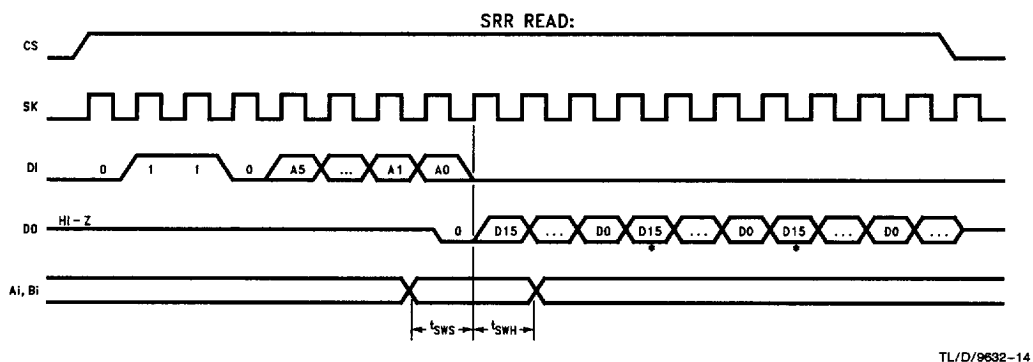 SRR READ:
CS
SK
DI 0 1 1 0 A5 ... A1 A0
DO HI-Z 0 D15 ... D0 D15 ... D0 D15 ... D0 ...
* *
Ai, Bi
tSWS tSWH
TL/D/9632-14